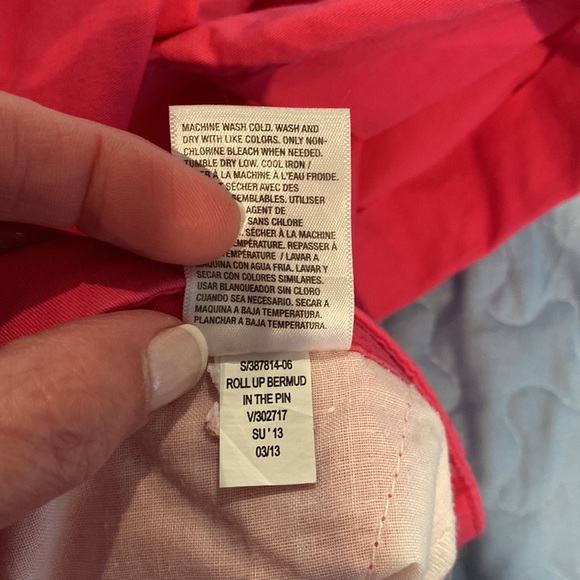 MACHINE WASH COLD. WASH AND
DRY WITH LIKE COLORS. ONLY NON-
CHLORINE BLEACH WHEN NEEDED.
TUMBLE DRY LOW. COOL IRON /
À LA MACHINE À L'EAU FROIDE.
SÉCHER AVEC DES
UTILISER
AGENT DE
SANS CHLORE
SÉCHER À LA MACHINE
REPASSER À
/ LAVAR A
MAQUINA CON AGUA FRIA. LAVAR Y
SECAR CON COLORES SIMILARES.
USAR BLANQUEADOR SIN CLORO
CUANDO SEA NECESARIO. SECAR A
MAQUINA A BAJA TEMPERATURA.
PLANCHAR A BAJA TEMPERATURA.
S/387814-06
ROLL UP BERMUD
IN THE PIN
V/302717
SU ' 13
03/13